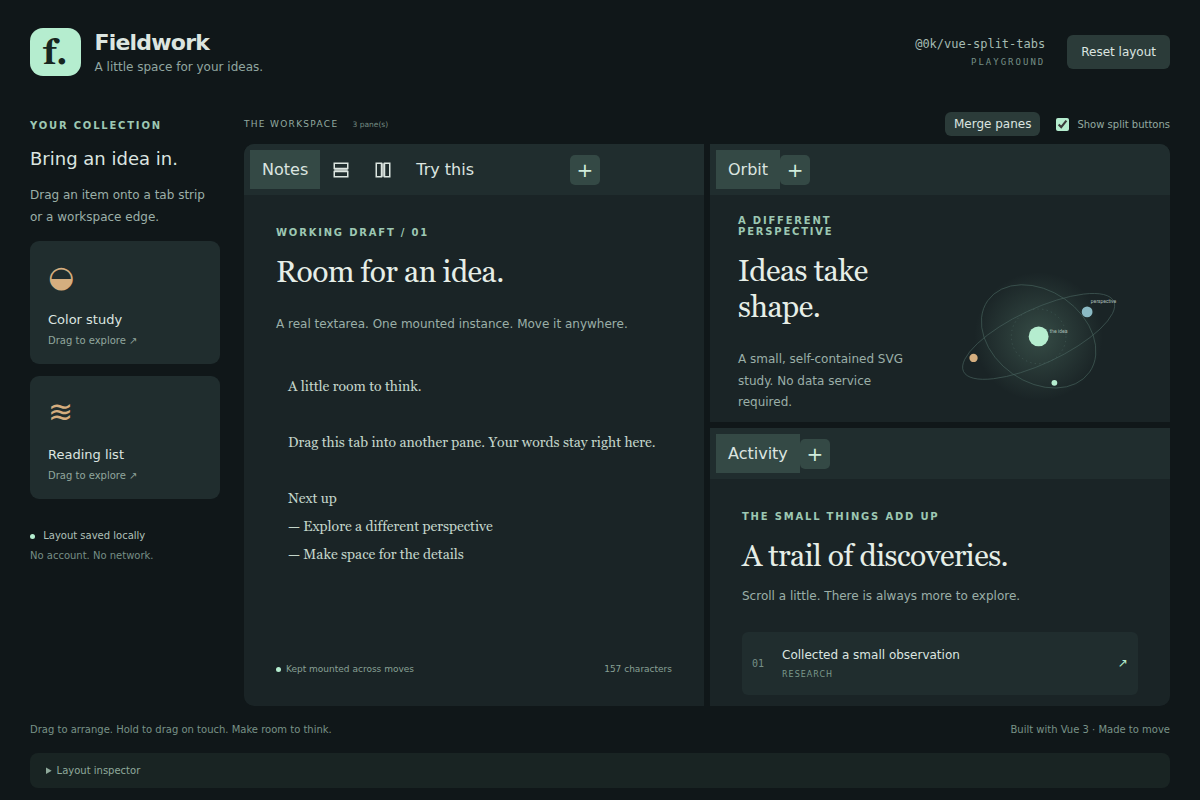 f.
Fieldwork
A little space for your ideas.
@0k/vue-split-tabs
PLAYGROUND
Reset layout
YOUR COLLECTION
Bring an idea in.
Drag an item onto a tab strip
or a workspace edge.
Color study
Drag to explore ↗
Reading list
Drag to explore ↗
Layout saved locally
No account. No network.
THE WORKSPACE
3 pane(s)
Merge panes
Show split buttons
Notes
Try this
+
WORKING DRAFT / 01
Room for an idea.
A real textarea. One mounted instance. Move it anywhere.
A little room to think.
Drag this tab into another pane. Your words stay right here.
Next up
— Explore a different perspective
— Make space for the details
Kept mounted across moves
157 characters
Orbit
+
A DIFFERENT
PERSPECTIVE
Ideas take
shape.
A small, self-contained SVG
study. No data service
required.
perspective
the idea
Activity
+
THE SMALL THINGS ADD UP
A trail of discoveries.
Scroll a little. There is always more to explore.
01
Collected a small observation
RESEARCH
↗
Drag to arrange. Hold to drag on touch. Make room to think.
Built with Vue 3 · Made to move
Layout inspector